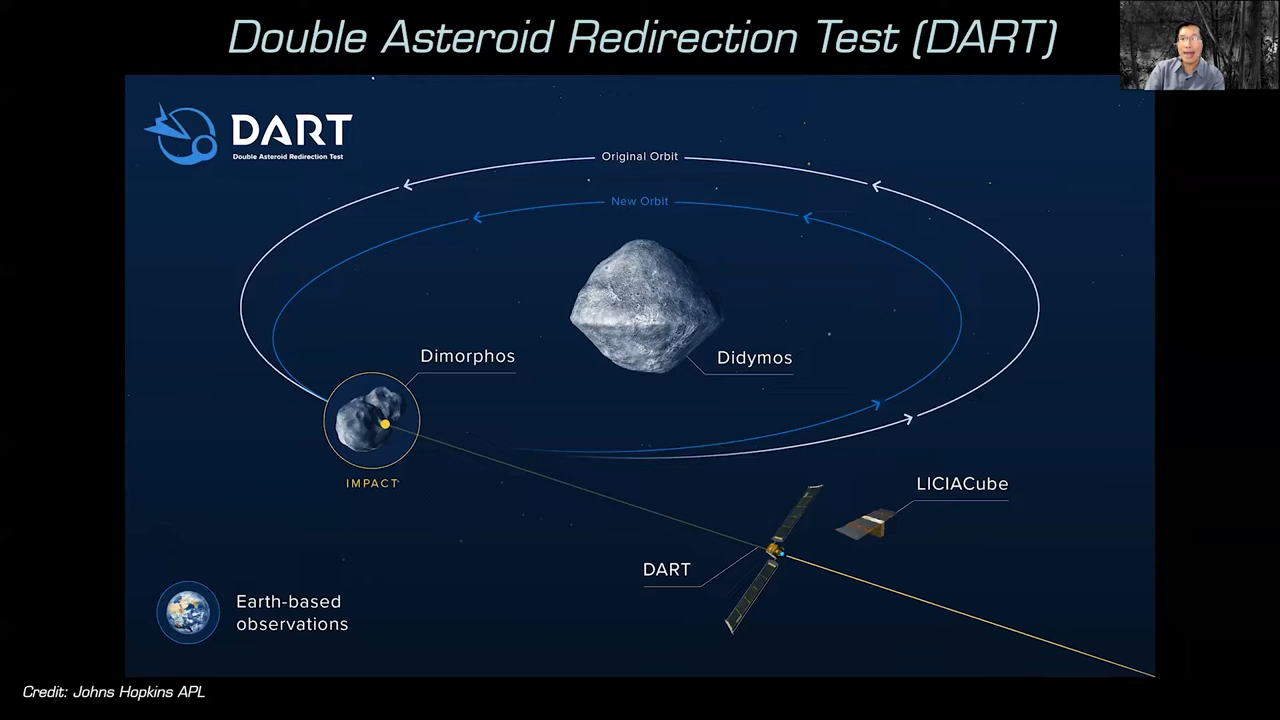 Double Asteroid Redirection Test (DART)
DART
Double Asteroid Redirection Test
Original Orbit
New Orbit
Dimorphos
Didymos
IMPACT
LICIACube
DART
Earth-based
observations
Credit: Johns Hopkins APL